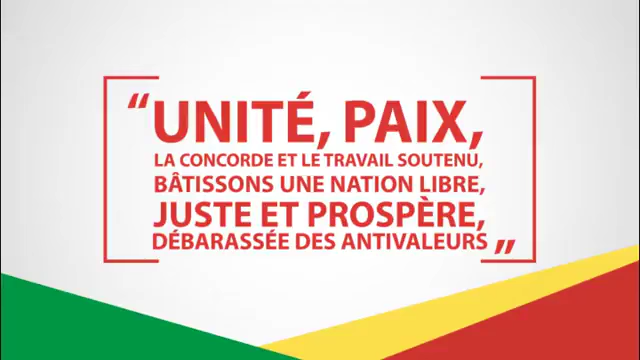 “UNITÉ, PAIX,
LA CONCORDE ET LE TRAVAIL SOUTENU,
BÂTISSONS UNE NATION LIBRE,
JUSTE ET PROSPÈRE,
DÉBARASSÉE DES ANTIVALEURS„